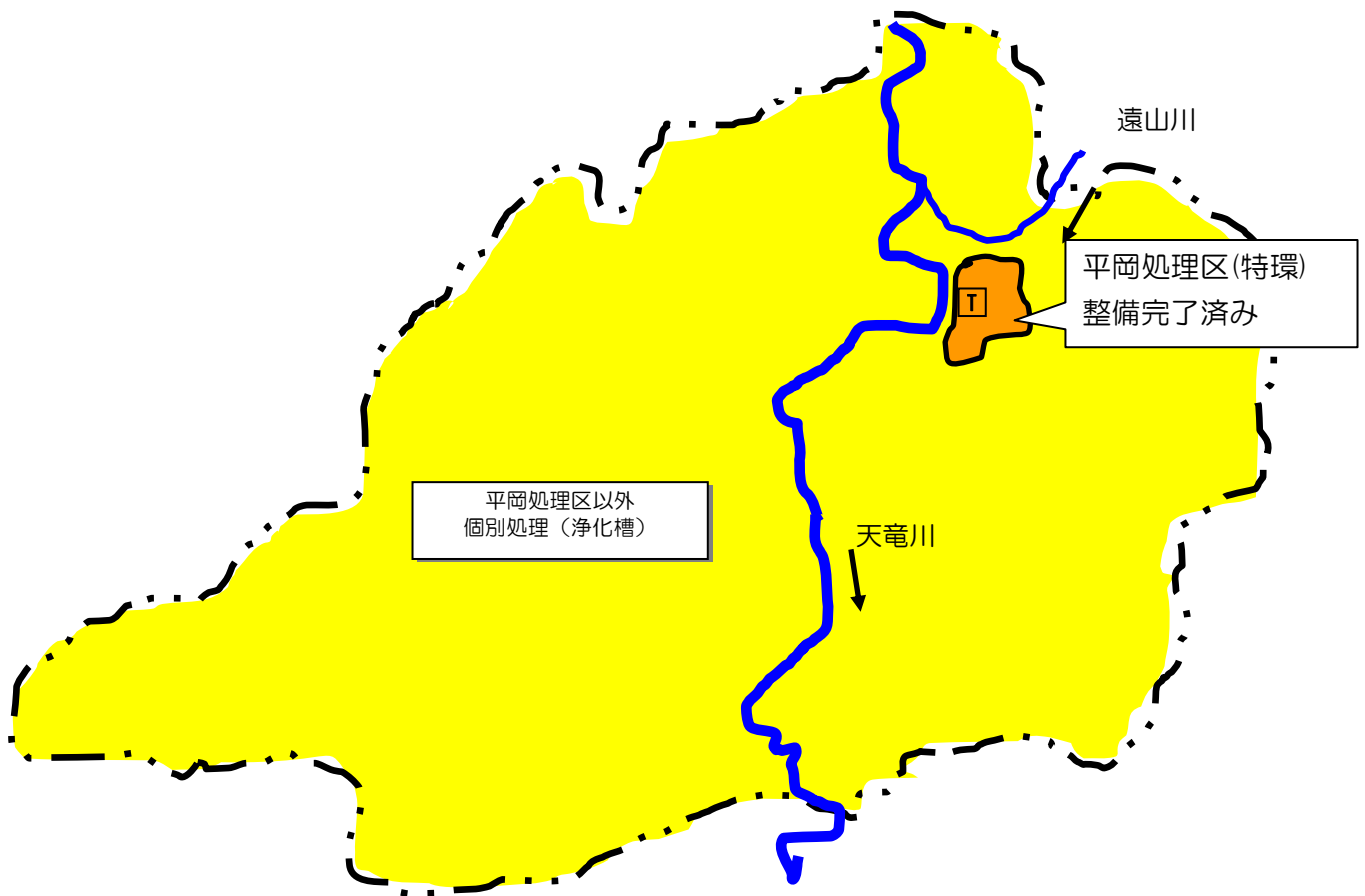 遠山川
平岡処理区(特環)
整備完了済み
T
平岡処理区以外
個別処理（浄化槽）
天竜川